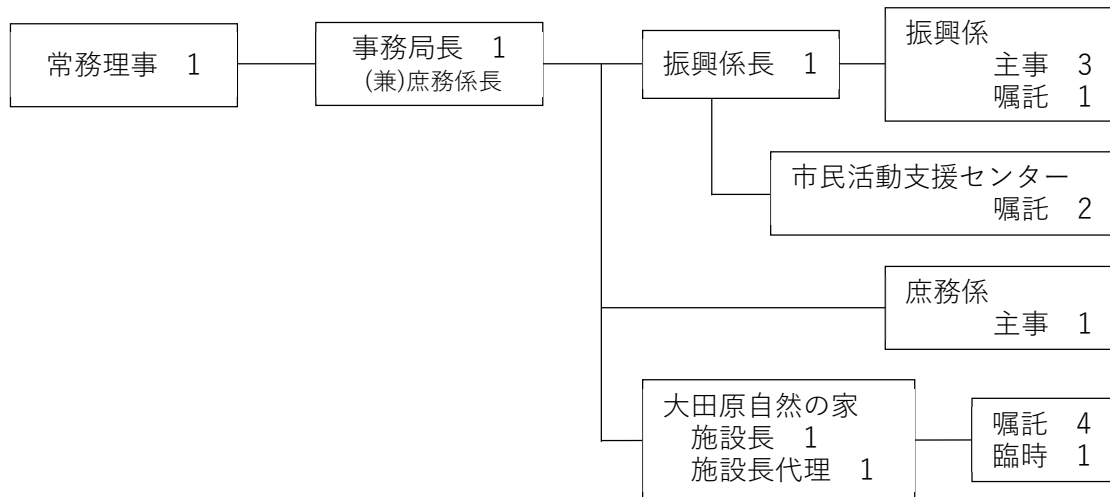 常務理事　1
事務局長　1
(兼)庶務係長
振興係長　1
振興係
主事　3
嘱託　1
市民活動支援センター
嘱託　2
庶務係
主事　1
大田原自然の家
施設長　1
施設長代理　1
嘱託　4
臨時　1